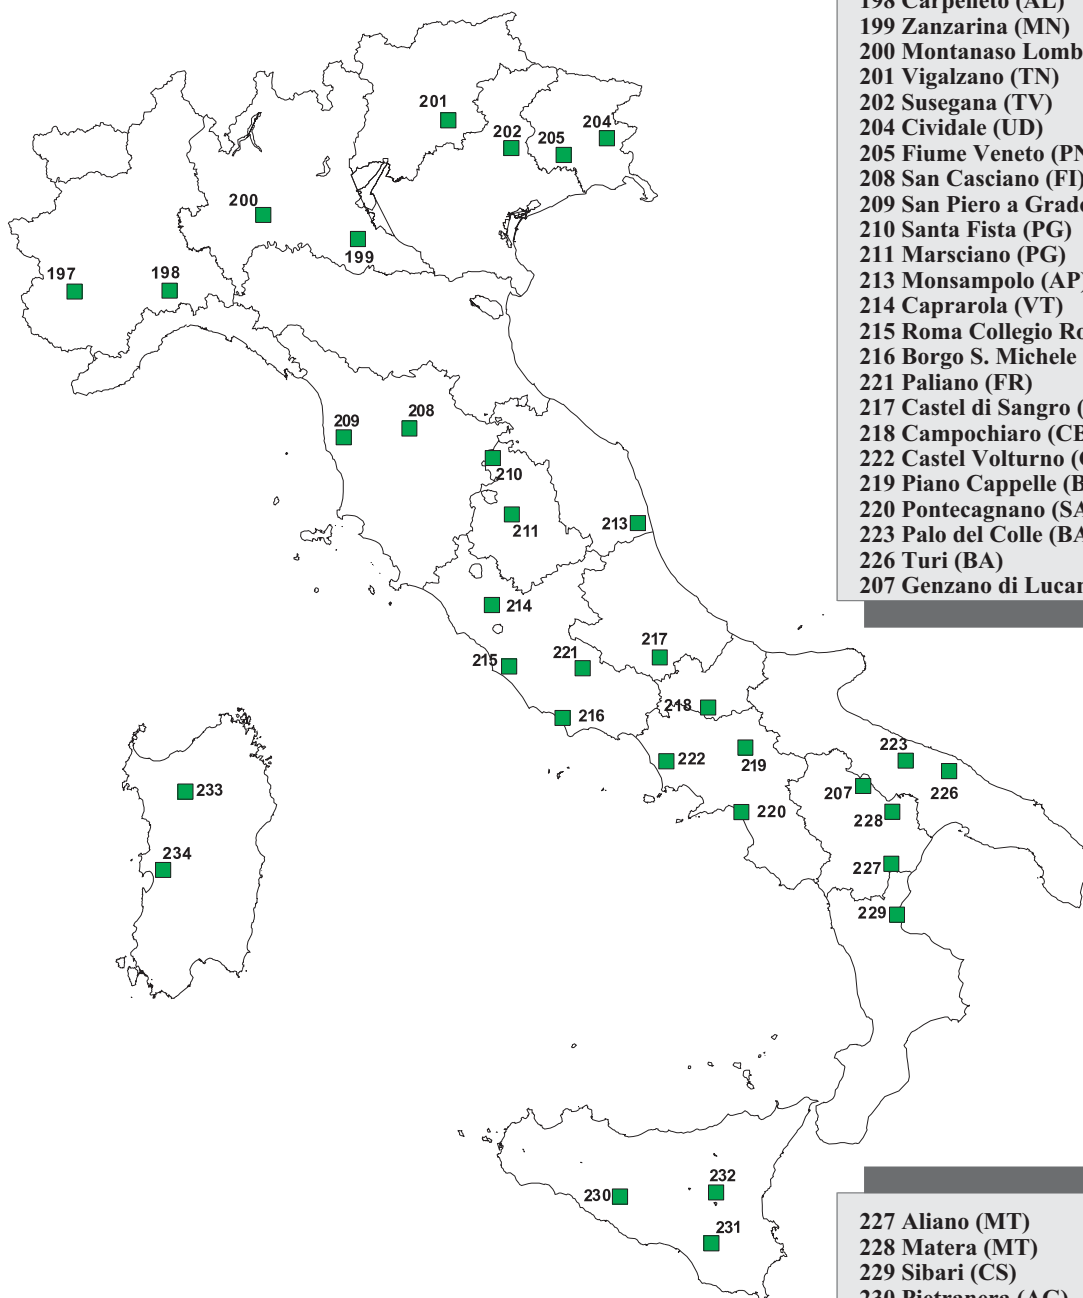 198 Carpeneto (AL)
199 Zanzarina (MN)
200 Montanaso Lomb
201 Vigalzano (TN)
202 Susegana (TV)
204 Cividale (UD)
205 Fiume Veneto (PN
208 San Casciano (FI)
209 San Piero a Grado
210 Santa Fista (PG)
211 Marsciano (PG)
213 Monsampolo (AP)
214 Caprarola (VT)
215 Roma Collegio Ro
216 Borgo S. Michele
221 Paliano (FR)
217 Castel di Sangro (
218 Campochiaro (CB
222 Castel Volturno (C
219 Piano Cappelle (B
220 Pontecagnano (SA
223 Palo del Colle (BA
226 Turi (BA)
207 Genzano di Lucan
201
202
205
204
200
199
197
198
209
208
210
211
213
214
215
221
217
216
218
222
219
220
223
226
207
228
227
229
233
234
230
232
231
227 Aliano (MT)
228 Matera (MT)
229 Sibari (CS)
230 Pietranera (AG)